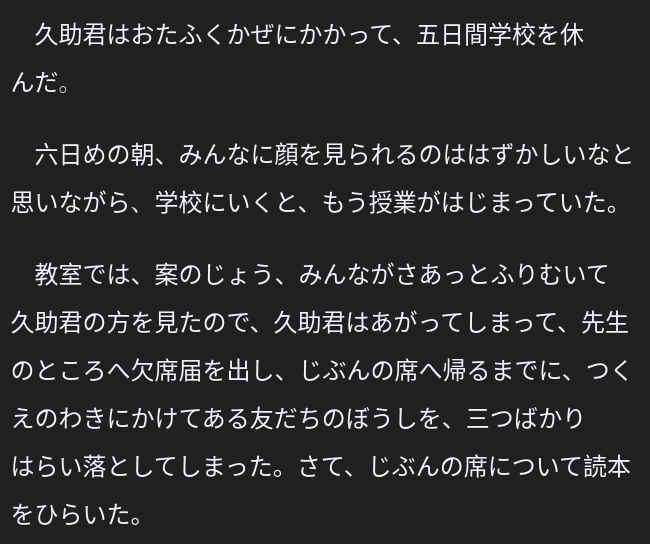 久助君はおたふくかぜにかかって、五日間学校を休
んだ。
　六日めの朝、みんなに顔を見られるのははずかしいなと
思いながら、学校にいくと、もう授業がはじまっていた。
　教室では、案のじょう、みんながさあっとふりむいて
久助君の方を見たので、久助君はあがってしまって、先生
のところへ欠席届を出し、じぶんの席へ帰るまでに、つく
えのわきにかけてある友だちのぼうしを、三つばかり
はらい落としてしまった。さて、じぶんの席について読本
をひらいた。